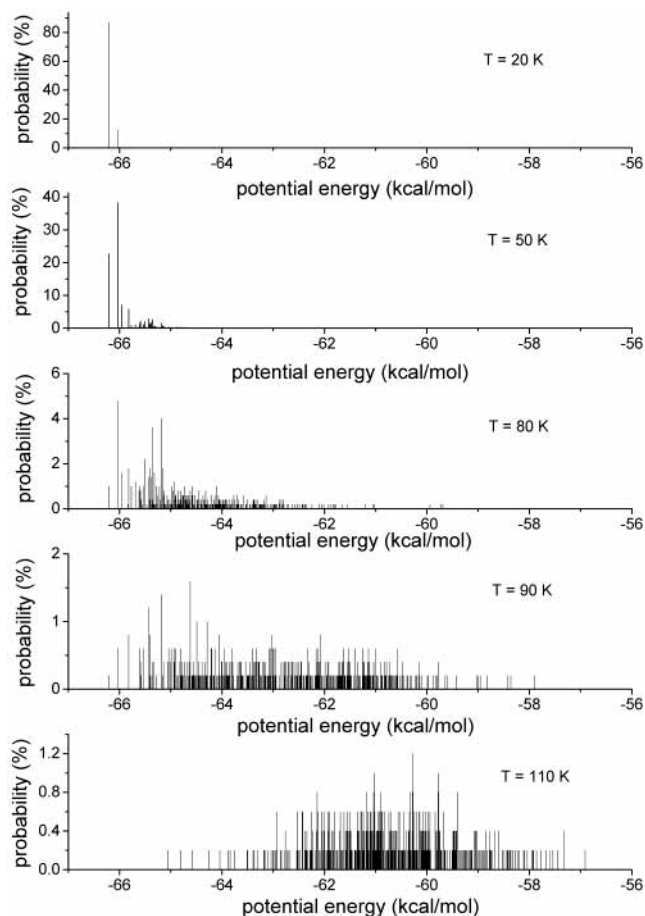 probability (%)
80
60
40
20
0
T = 20 K
-66 -64 -62 -60 -58 -56
potential energy (kcal/mol)
probability (%)
40
30
20
10
0
T = 50 K
-66 -64 -62 -60 -58 -56
potential energy (kcal/mol)
probability (%)
6
4
2
0
T = 80 K
-66 -64 -62 -60 -58 -56
potential energy (kcal/mol)
probability (%)
2
1
0
T = 90 K
-66 -64 -62 -60 -58 -56
potential energy (kcal/mol)
probability (%)
1.2
0.8
0.4
0.0
T = 110 K
-66 -64 -62 -60 -58 -56
potential energy (kcal/mol)